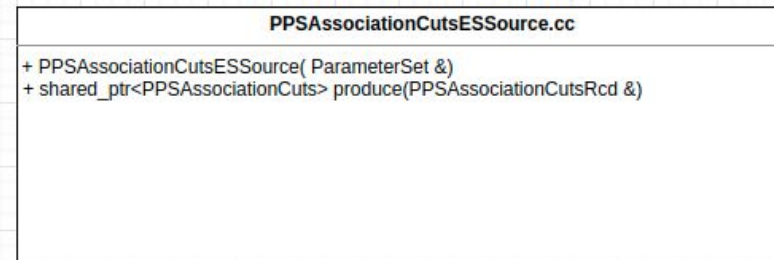 PPSAssociationCutsESSource.cc
+ PPSAssociationCutsESSource( ParameterSet &)
+ shared_ptr<PPSAssociationCuts> produce(PPSAssociationCutsRcd &)